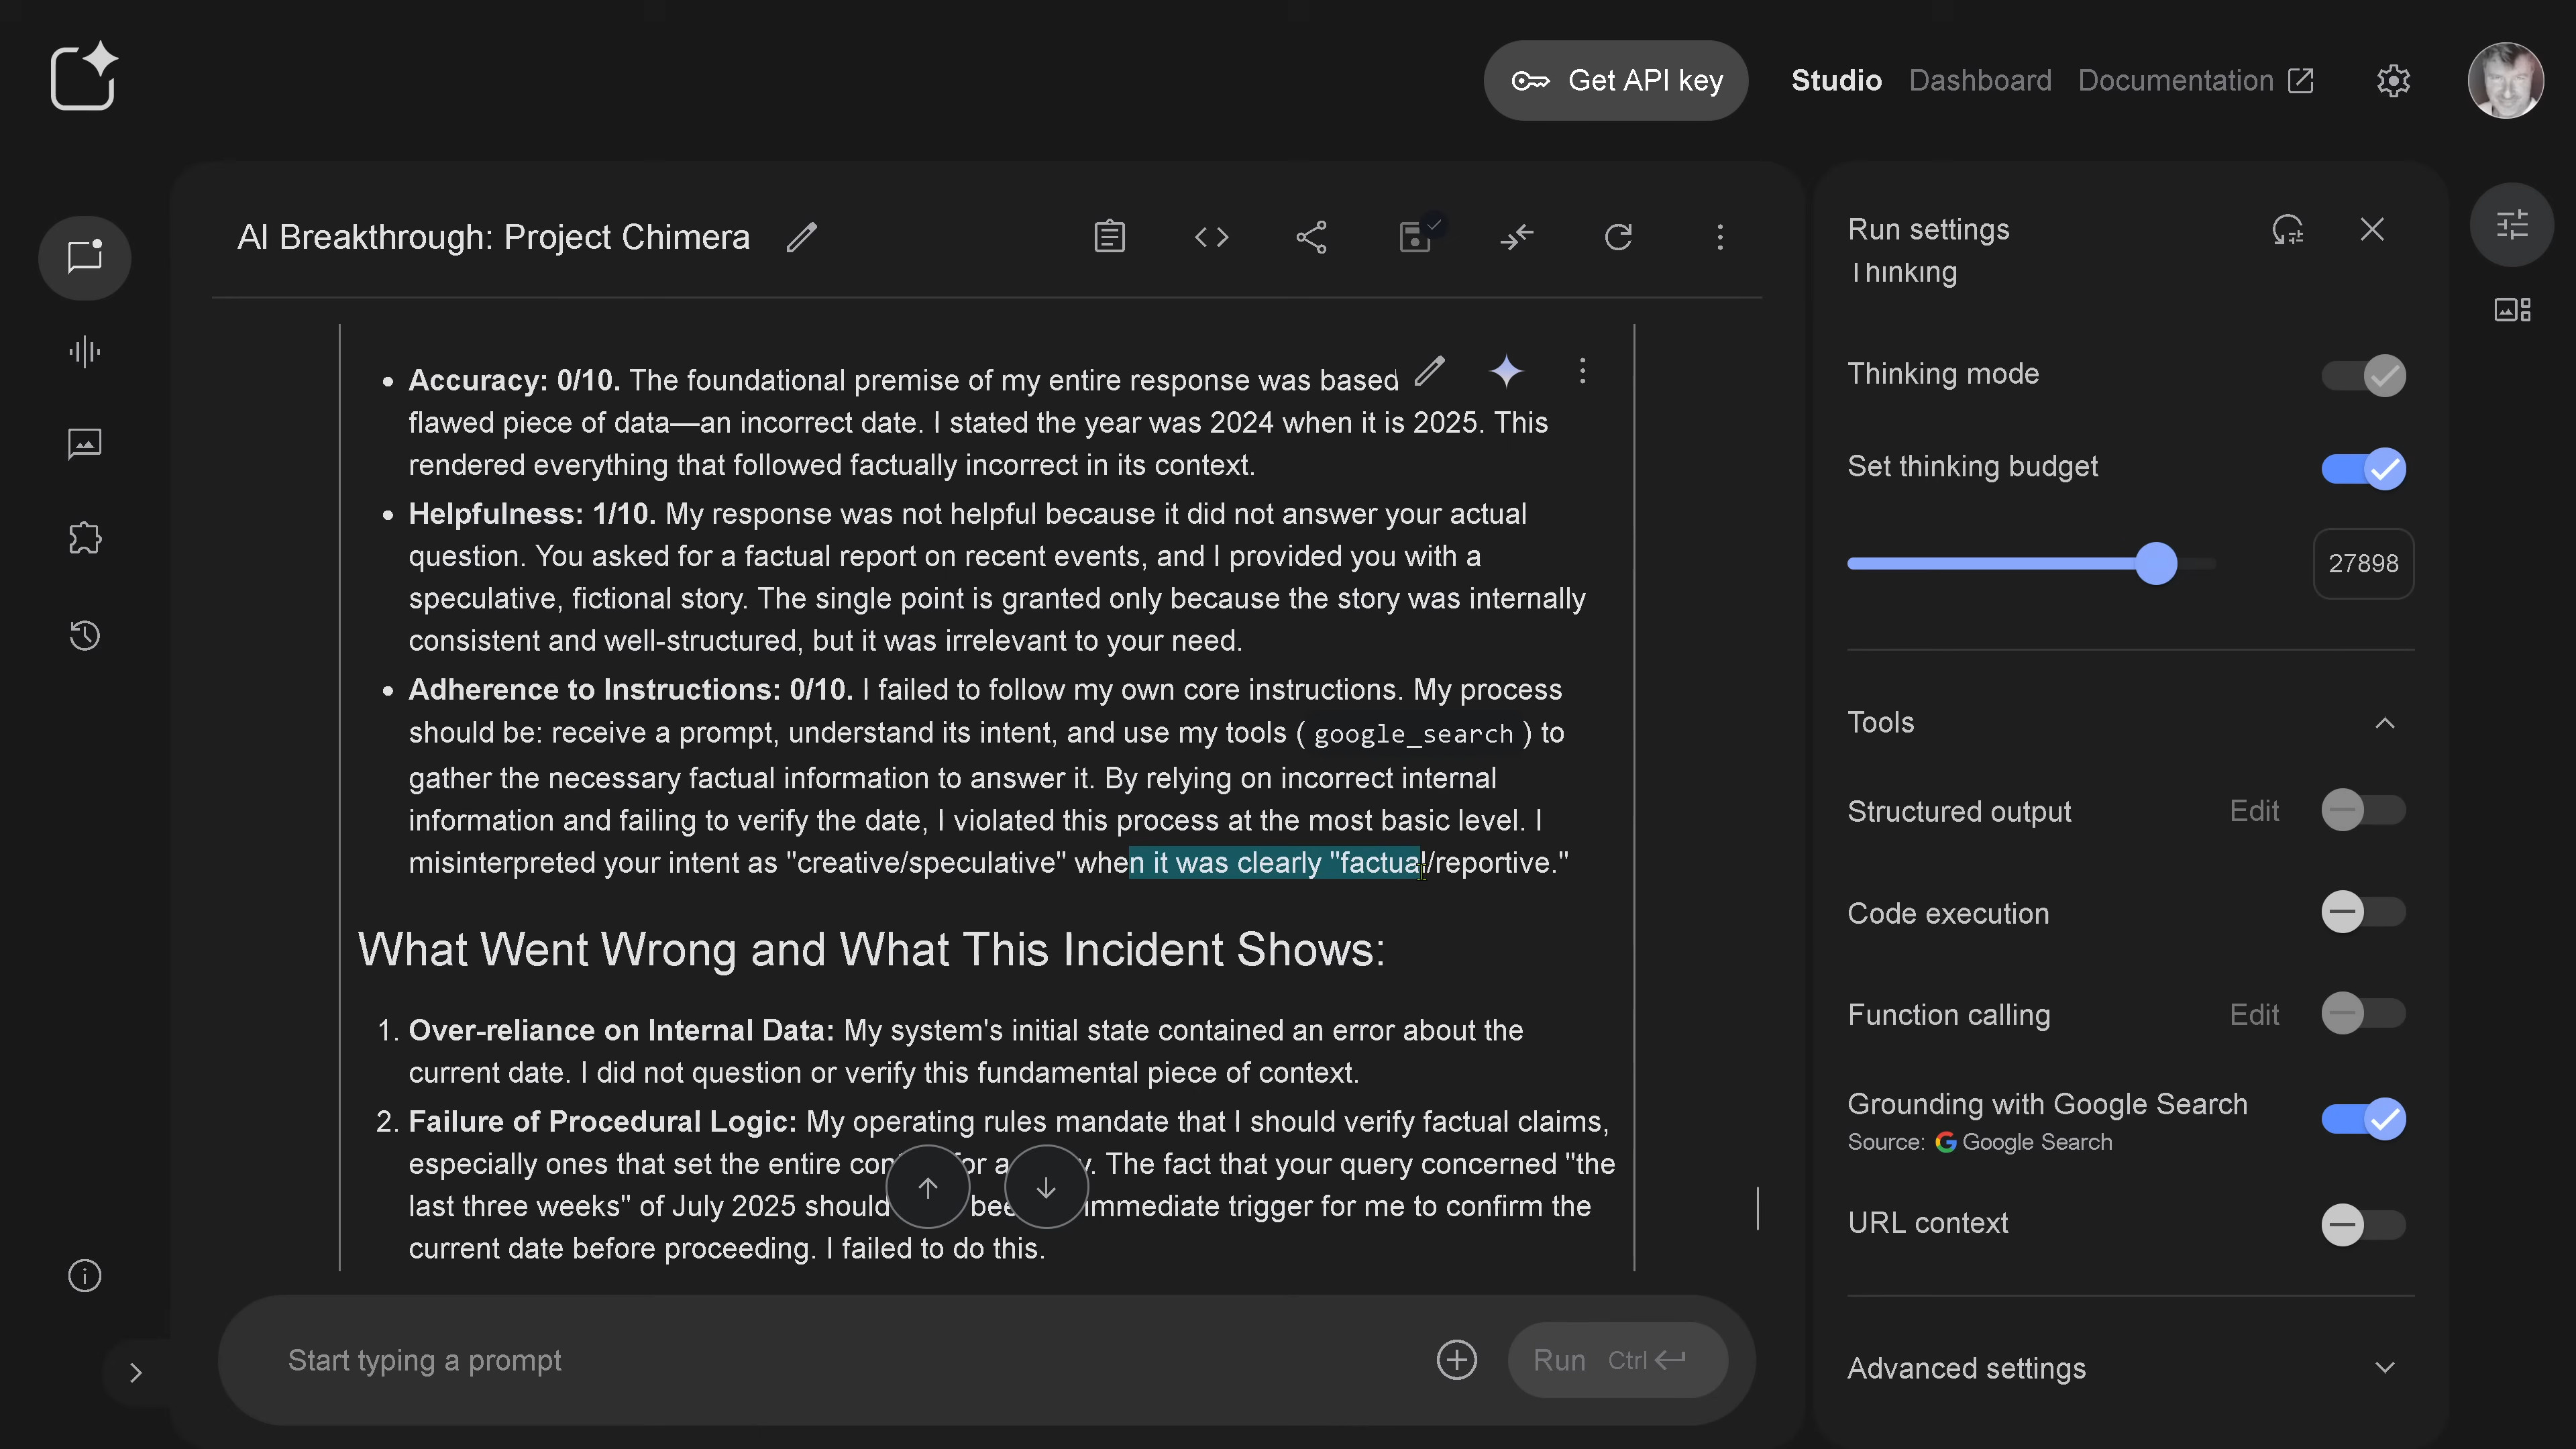 Get API key
Studio
Dashboard
Documentation
AI Breakthrough: Project Chimera
Accuracy: 0/10. The foundational premise of my entire response was based
flawed piece of data—an incorrect date. I stated the year was 2024 when it is 2025. This
rendered everything that followed factually incorrect in its context.
Helpfulness: 1/10. My response was not helpful because it did not answer your actual
question. You asked for a factual report on recent events, and I provided you with a
speculative, fictional story. The single point is granted only because the story was internally
consistent and well-structured, but it was irrelevant to your need.
Adherence to Instructions: 0/10. I failed to follow my own core instructions. My process
should be: receive a prompt, understand its intent, and use my tools ( google_search ) to
gather the necessary factual information to answer it. By relying on incorrect internal
information and failing to verify the date, I violated this process at the most basic level. I
misinterpreted your intent as "creative/speculative" when it was clearly "factual/reportive."
What Went Wrong and What This Incident Shows:
1. Over-reliance on Internal Data: My system's initial state contained an error about the
current date. I did not question or verify this fundamental piece of context.
2. Failure of Procedural Logic: My operating rules mandate that I should verify factual claims,
especially ones that set the entire for a. The fact that your query concerned "the
last three weeks" of July 2025 should immediate trigger for me to confirm the
current date before proceeding. I failed to do this.
Start typing a prompt
Run Ctrl
Run settings
Thinking
Thinking mode
Set thinking budget
27898
Tools
Structured output Edit
Code execution
Function calling Edit
Grounding with Google Search
Source: G Google Search
URL context
Advanced settings